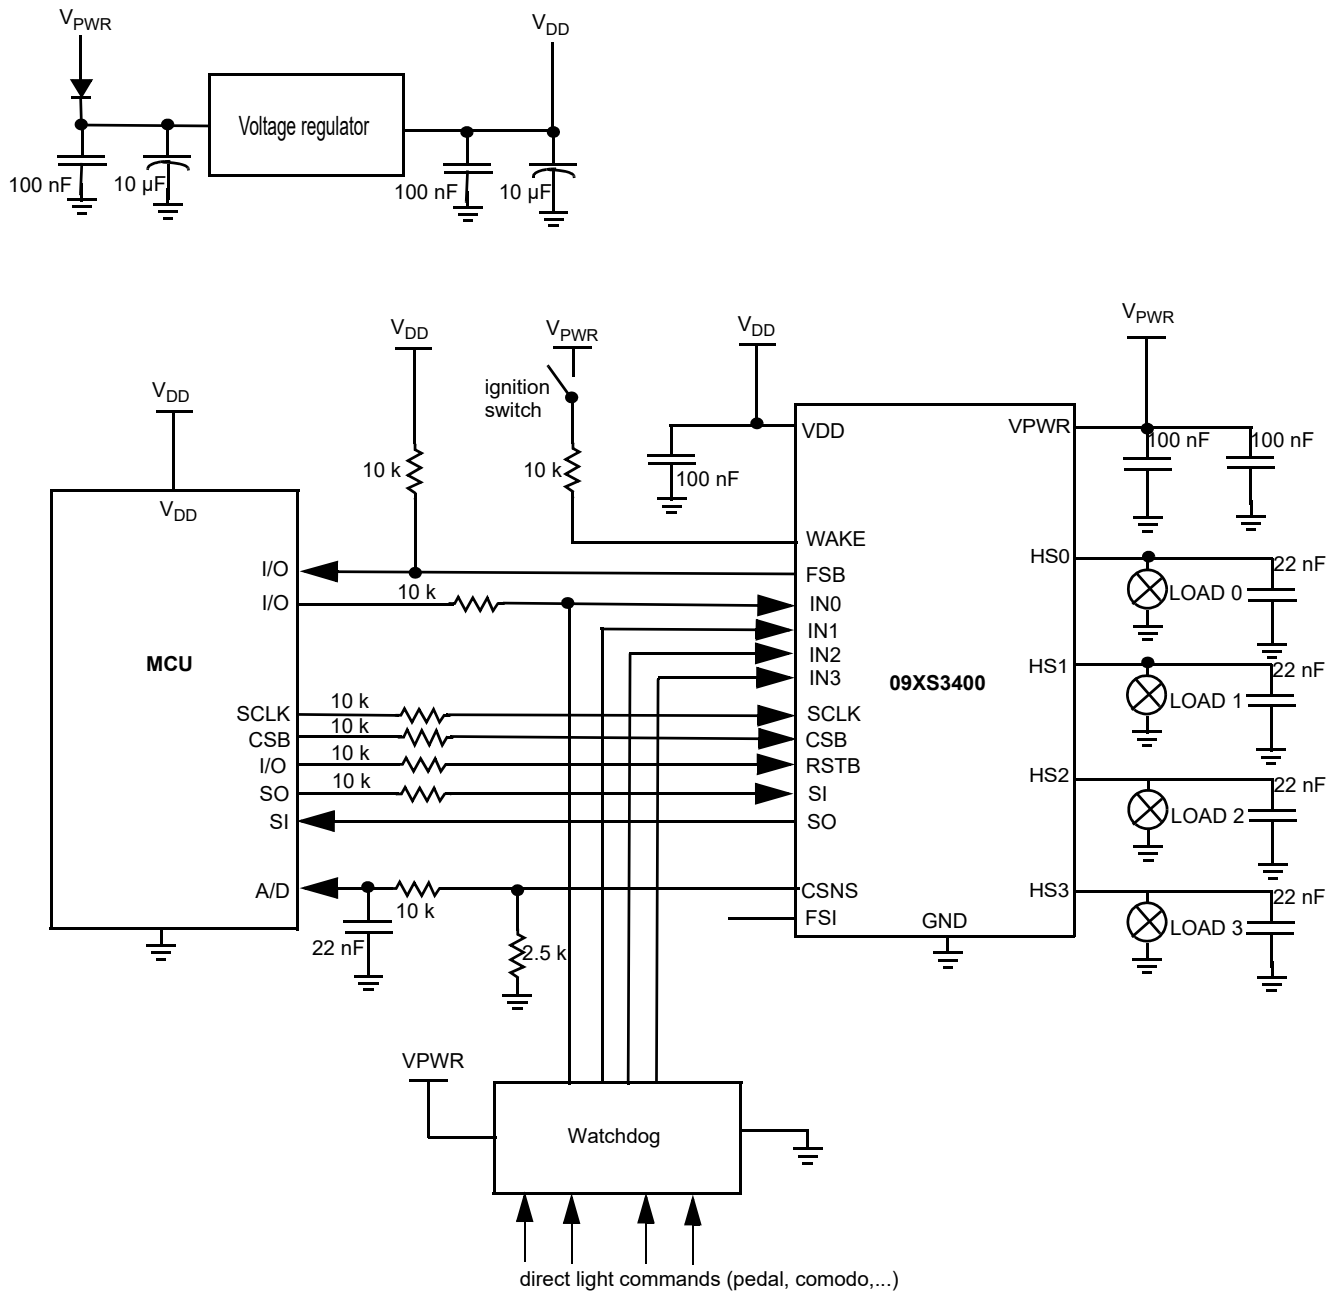 VPWR
VDD
Voltage regulator
100 nF
10 µF
100 nF
10 µF
VDD
VPWR
VDD
VPWR
VDD
ignition
switch
10 k
10 k
100 nF
VDD
VPWR
100 nF
100 nF
VDD
WAKE
HS0
22 nF
I/O
FSB
10 k
LOAD 0
I/O
IN0
IN1
IN2
MCU
IN3
09XS3400
HS1
22 nF
LOAD 1
10 k
SCLK
SCLK
10 k
CSB
CSB
10 k
I/O
RSTB
HS2
22 nF
10 k
SO
SI
LOAD 2
SI
SO
A/D
10 k
CSNS
HS3
22 nF
FSI
GND
LOAD 3
22 nF
2.5 k
VPWR
Watchdog
direct light commands (pedal, comodo,...)